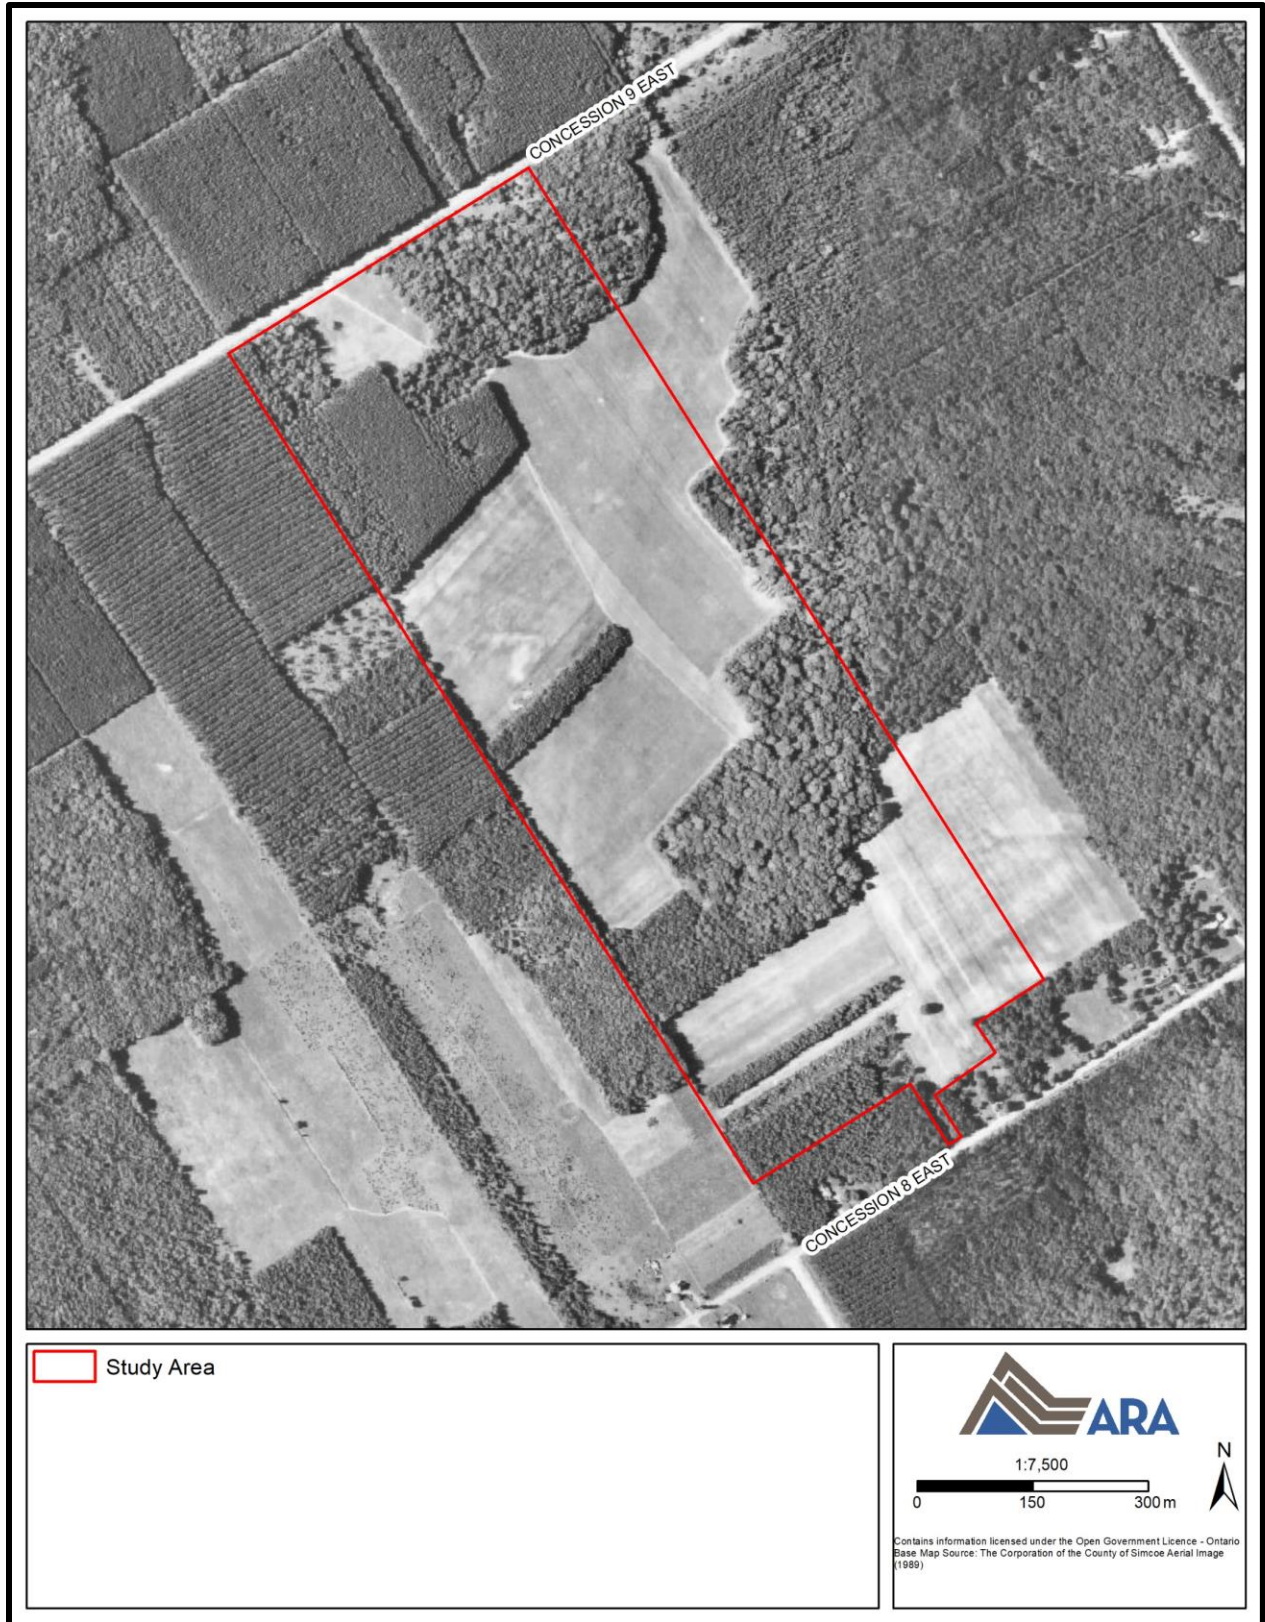 CONCESSION 9 EAST
CONCESSION 8 EAST
Study Area
ARA
1:7,500
N
0 150 300 m
Contains information licensed under the Open Government Licence - Ontario
Base Map Source: The Corporation of the County of Simcoe Aerial Image
(1989)